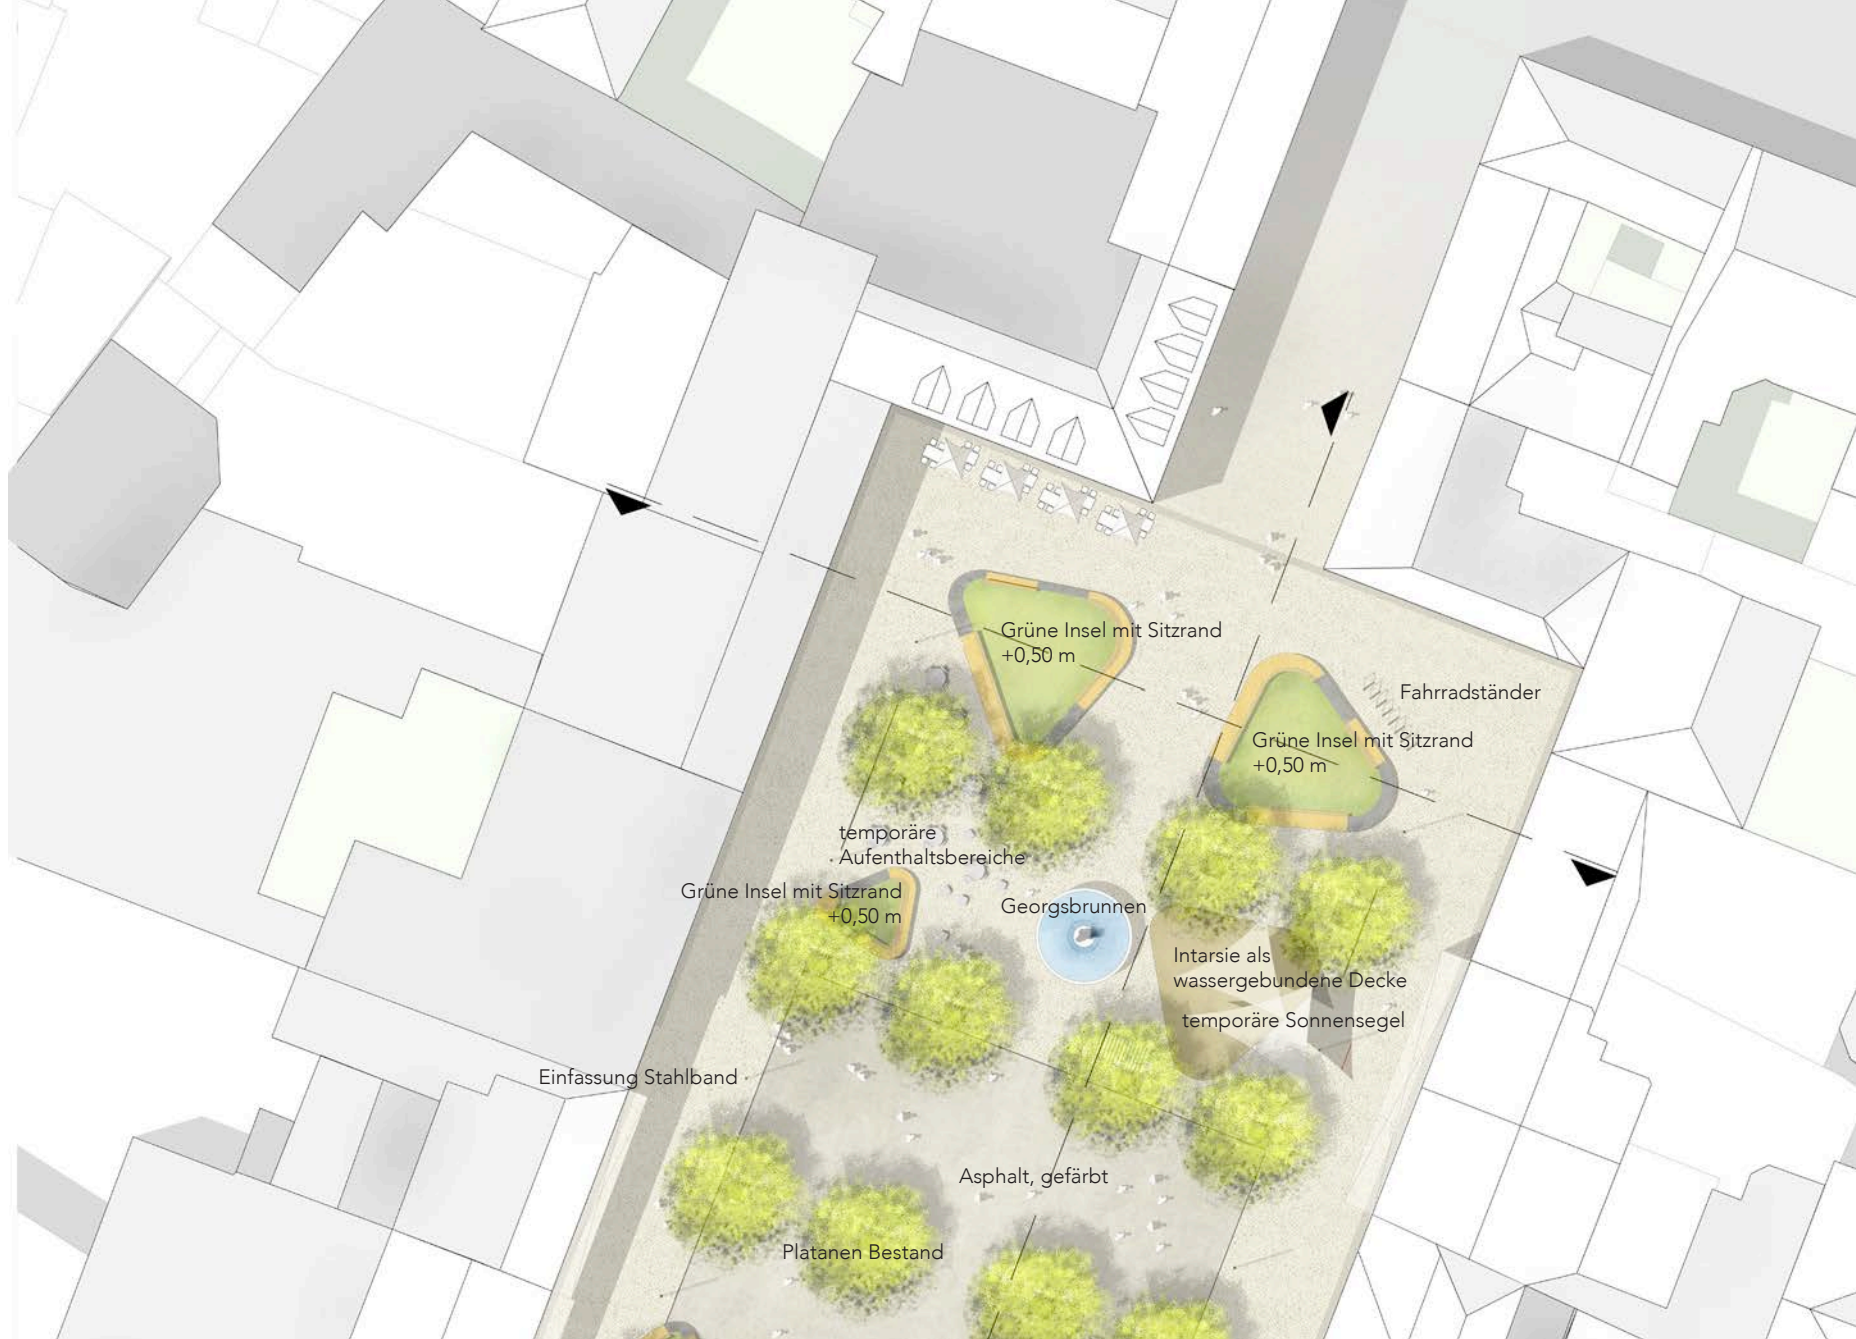 Grüne Insel mit Sitzrand
+0,50 m
Fahrradständer
Grüne Insel mit Sitzrand
+0,50 m
temporäre
Aufenthaltsbereiche
Grüne Insel mit Sitzrand
+0,50 m
Georgsbrunnen
Intarsie als
wassergebundene Decke
temporäre Sonnensegel
Einfassung Stahlband
Asphalt, gefärbt
Platanen Bestand